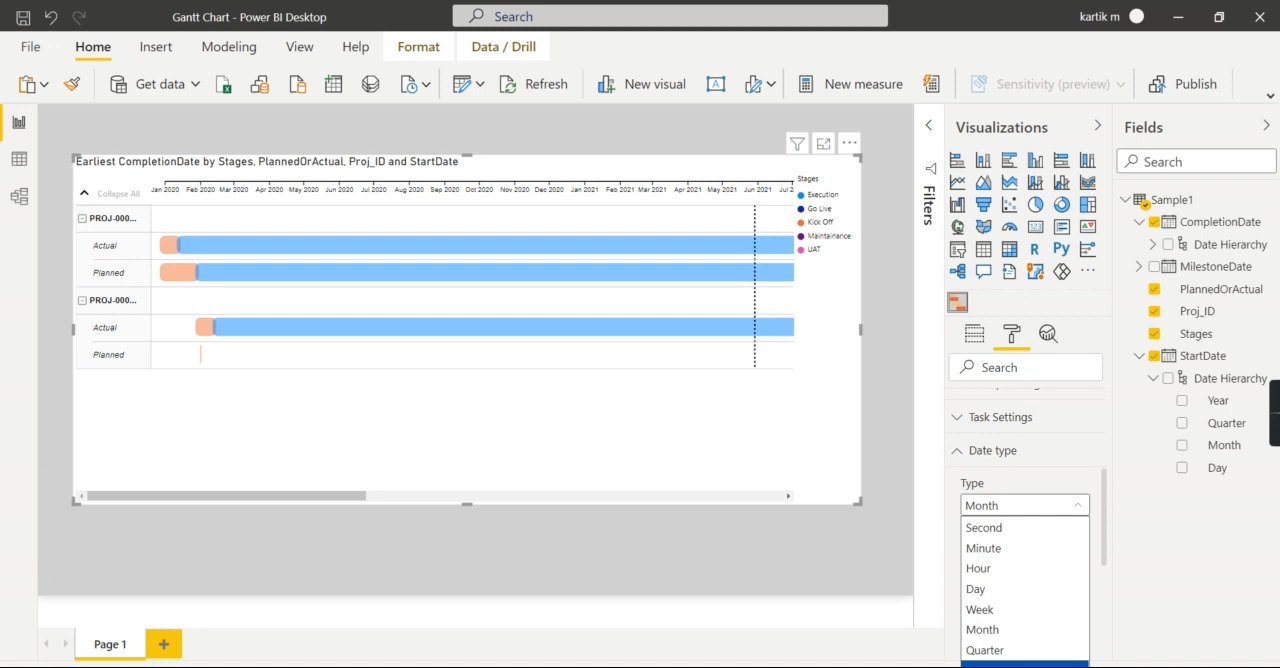 Gantt Chart - Power BI Desktop
Search
kartik m
File Home Insert Modeling View Help Format Data / Drill
Get data
Refresh
New visual
New measure
Sensitivity (preview)
Publish
Earliest CompletionDate by Stages, PlannedOrActual, Proj_ID and StartDate
Collapse All
Jan 2020 Feb 2020 Mar 2020 Apr 2020 May 2020 Jun 2020 Jul 2020 Aug 2020 Sep 2020 Oct 2020 Nov 2020 Dec 2020 Jan 2021 Feb 2021 Mar 2021 Apr 2021 May 2021 Jun 2021 Jul 2
Stages
Execution
Go Live
Kick Off
Maintainance
UAT
PROJ-000...
Actual
Planned
PROJ-000...
Actual
Planned
Page 1
Filters
Visualizations
R Py
Search
Task Settings
Date type
Type
Month
Second
Minute
Hour
Day
Week
Month
Quarter
Fields
Search
Sample1
CompletionDate
Date Hierarchy
MilestoneDate
PlannedOrActual
Proj_ID
Stages
StartDate
Date Hierarchy
Year
Quarter
Month
Day